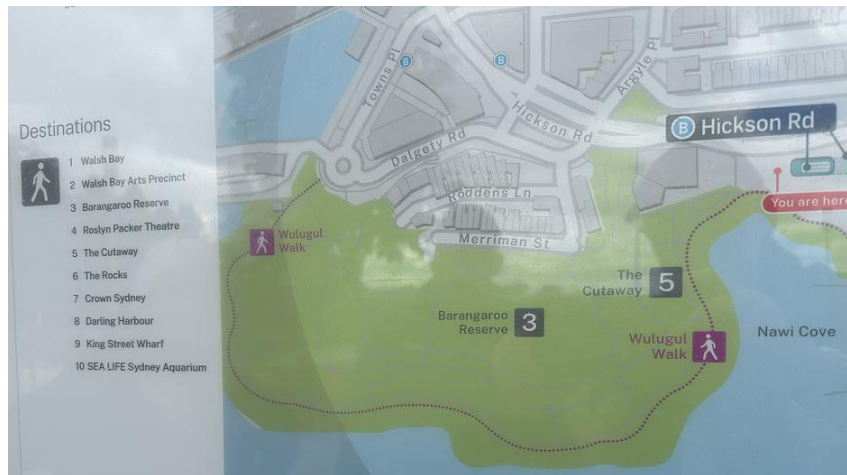 Destinations
1 Walsh Bay
2 Walsh Bay Arts Precinct
3 Barangaroo Reserve
4 Roslyn Packer Theatre
5 The Cutaway
6 The Rocks
7 Crown Sydney
8 Darling Harbour
9 King Street Wharf
10 SEA LIFE Sydney Aquarium
Towns Pl
B
B
Argyle Pl
Hickson Rd
B Hickson Rd
Dalgety Rd
Roddens Ln
You are here
Merriman St
Wulugul
Walk
The
Cutaway
5
Barangaroo
Reserve
3
Wulugul
Walk
Nawi Cove